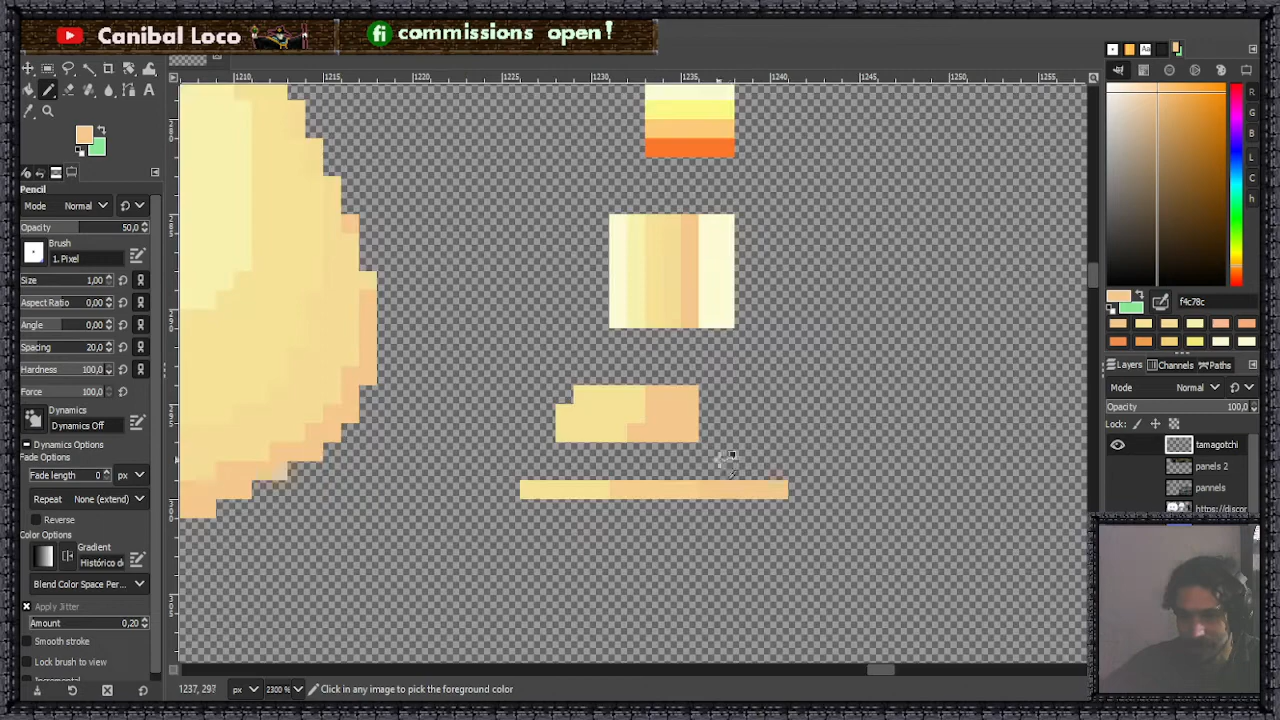 Canibal Loco
fi commissions open!
1210 1215 1220 1225 1230 1235 1240 1245 1250 1255
Pencil
Mode Normal
Opacity 50,0
Brush
1. Pixel
Size 1,00
Aspect Ratio 0,00
Angle 0,00
Spacing 20,0
Hardness 100,0
Force 100,0
Dynamics
Dynamics Off
Dynamics Options
Fade Options
Fade length 0 px
Repeat None (extend)
Reverse
Color Options
Gradient
Histórico d
Blend Color Space Per...
Apply Jitter
Amount 0,20
Smooth stroke
Lock brush to view
Incremental
R
G
B
L
C
h
f4c78c
Layers Channels Paths
Mode Normal
Opacity 100,0
Lock:
tamagotchi
panels 2
pannels
https://discor
1237, 297 px 2300 % Click in any image to pick the foreground color